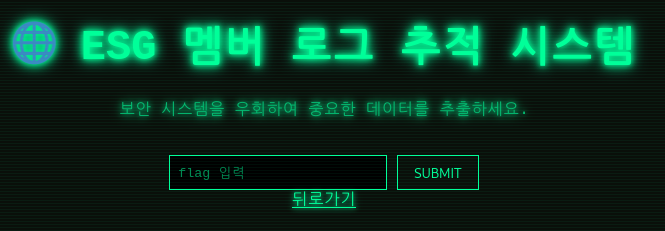 ESG 멤버 로그 추적 시스템
보안 시스템을 우회하여 중요한 데이터를 추출하세요.
flag 입력 SUBMIT
뒤로가기